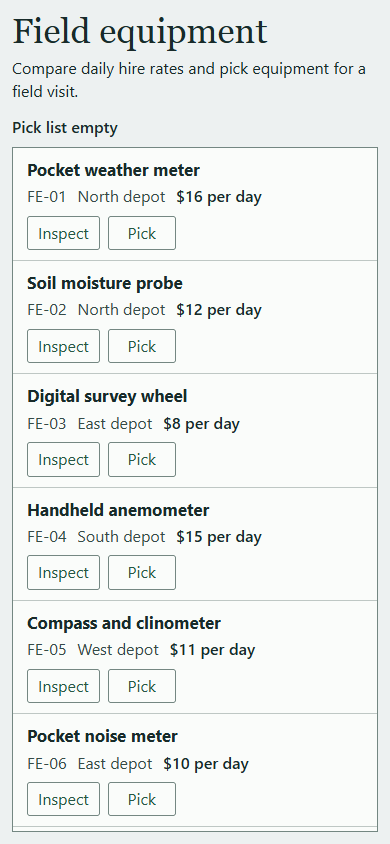 Field equipment
Compare daily hire rates and pick equipment for a
field visit.
Pick list empty
Pocket weather meter
FE-01 North depot $16 per day
Inspect Pick
Soil moisture probe
FE-02 North depot $12 per day
Inspect Pick
Digital survey wheel
FE-03 East depot $8 per day
Inspect Pick
Handheld anemometer
FE-04 South depot $15 per day
Inspect Pick
Compass and clinometer
FE-05 West depot $11 per day
Inspect Pick
Pocket noise meter
FE-06 East depot $10 per day
Inspect Pick